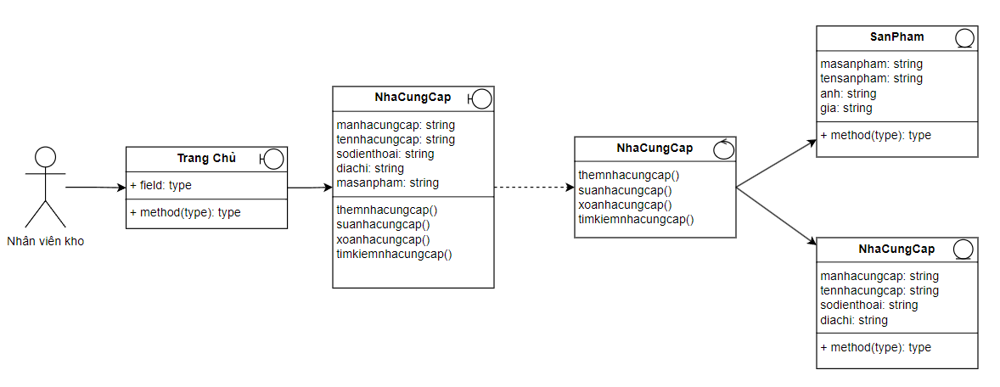 Nhân viên kho
Trang Chủ
+ field: type
+ method(type): type
NhaCungCap
manhacungcap: string
tennhacungcap: string
sodienthoai: string
diachi: string
masanpham: string
themnhacungcap()
suanhacungcap()
xoanhacungcap()
timkiemnhacungcap()
NhaCungCap
themnhacungcap()
suanhacungcap()
xoanhacungcap()
timkiemnhacungcap()
SanPham
masanpham: string
tensanpham: string
anh: string
gia: string
+ method(type): type
NhaCungCap
manhacungcap: string
tennhacungcap: string
sodienthoai: string
diachi: string
+ method(type): type